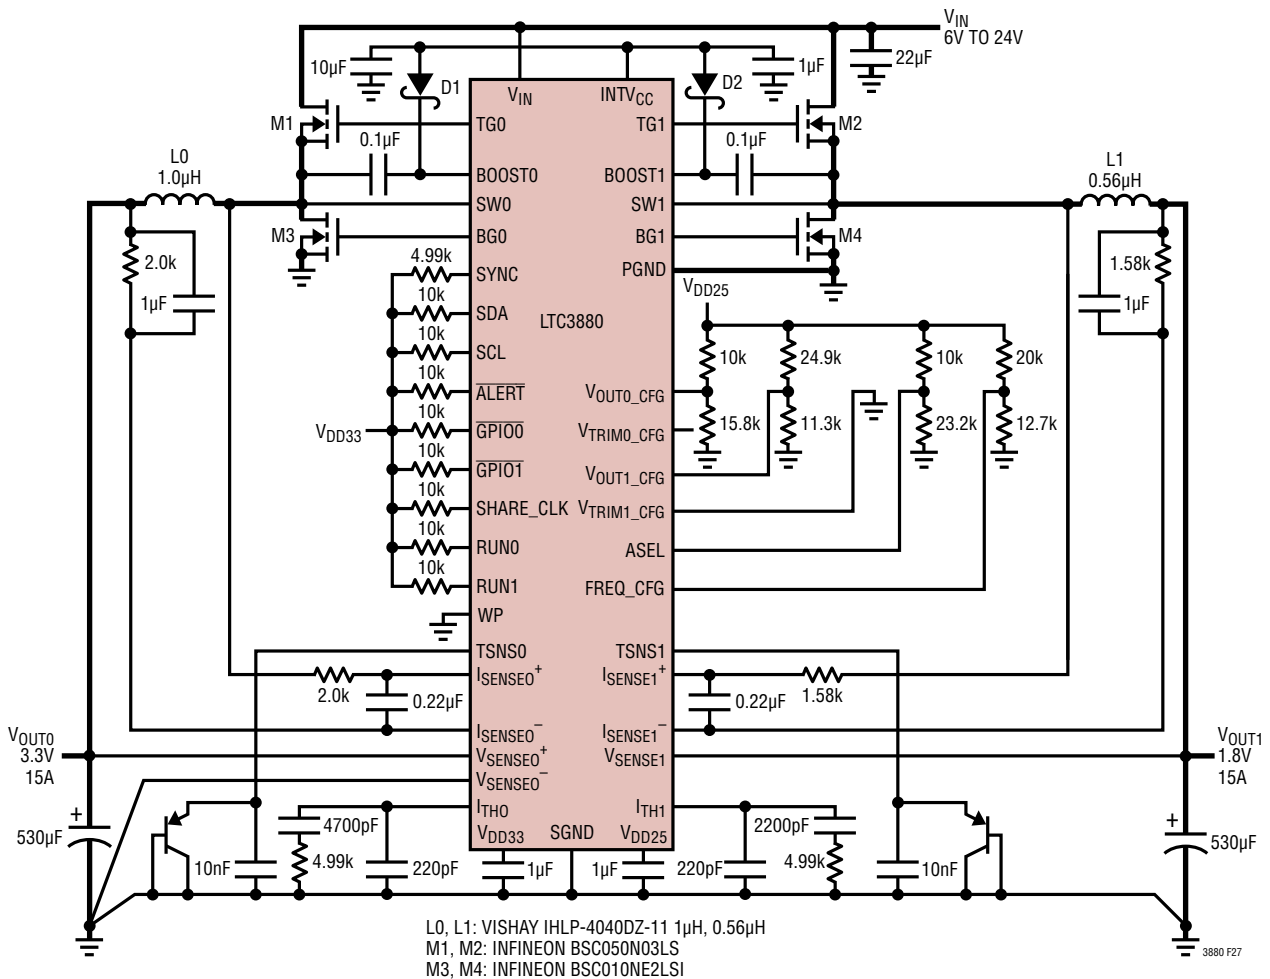 VIN
6V TO 24V
10µF
D1
D2
1µF
22µF
VIN
INTVCC
M1
TG0
TG1
M2
0.1µF
0.1µF
L0
1.0µH
L1
0.56µH
BOOST0
BOOST1
SW0
SW1
M3
BG0
BG1
M4
2.0k
1µF
4.99k
SYNC
PGND
VDD25
1.58k
1µF
10k
SDA
LTC3880
10k
SCL
10k
24.9k
10k
20k
10k
ALERT
VOUT0_CFG
10k
VDD33
GPIO0
VTRIM0_CFG
15.8k
11.3k
23.2k
12.7k
10k
GPIO1
VOUT1_CFG
10k
SHARE_CLK
VTRIM1_CFG
10k
RUN0
ASEL
10k
RUN1
FREQ_CFG
WP
TSNS0
TSNS1
2.0k
ISENSE0+
ISENSE1+
1.58k
0.22µF
0.22µF
ISENSE0–
ISENSE1–
VOUT0
3.3V
15A
VSENSE0+
VSENSE1
VOUT1
1.8V
15A
VSENSE0–
ITH0
ITH1
+
530µF
4700pF
VDD33
SGND
VDD25
2200pF
+
530µF
10nF
4.99k
220pF
1µF
1µF
220pF
4.99k
10nF
L0, L1: VISHAY IHLP-4040DZ-11 1µH, 0.56µH
M1, M2: INFINEON BSC050N03LS
M3, M4: INFINEON BSC010NE2LSI
3880 F27